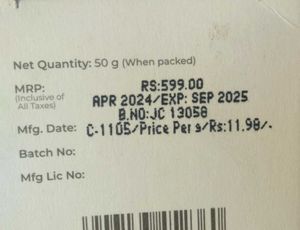 Net Quantity: 50 g (When packed)
MRP: RS:599.00
(Inclusive of
All Taxes) APR 2024/EXP: SEP 2025
B.NO:JC 13058
Mfg. Date: C-1105/Price Per g/Rs:11.98/-
Batch No:
Mfg Lic No: